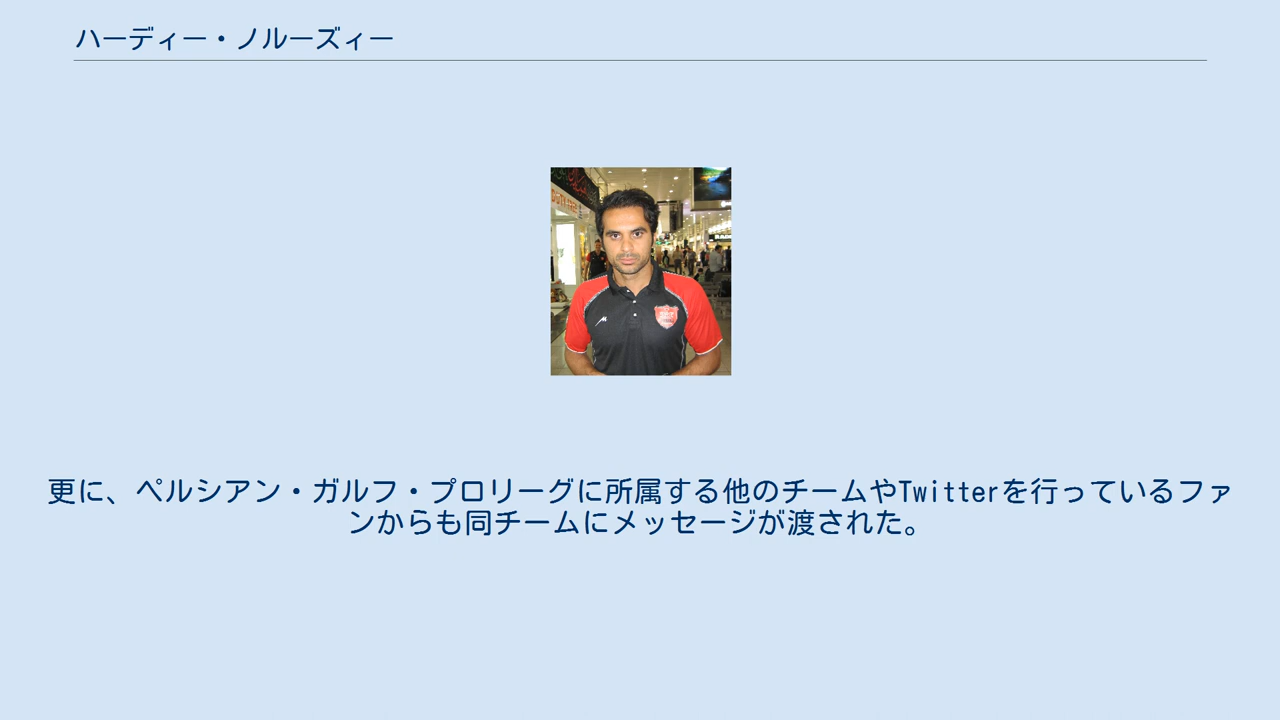 ハーディー・ノルーズィー
更に、ペルシアン・ガルフ・プロリーグに所属する他のチームやTwitterを行っているファ
ンからも同チームにメッセージが渡された。